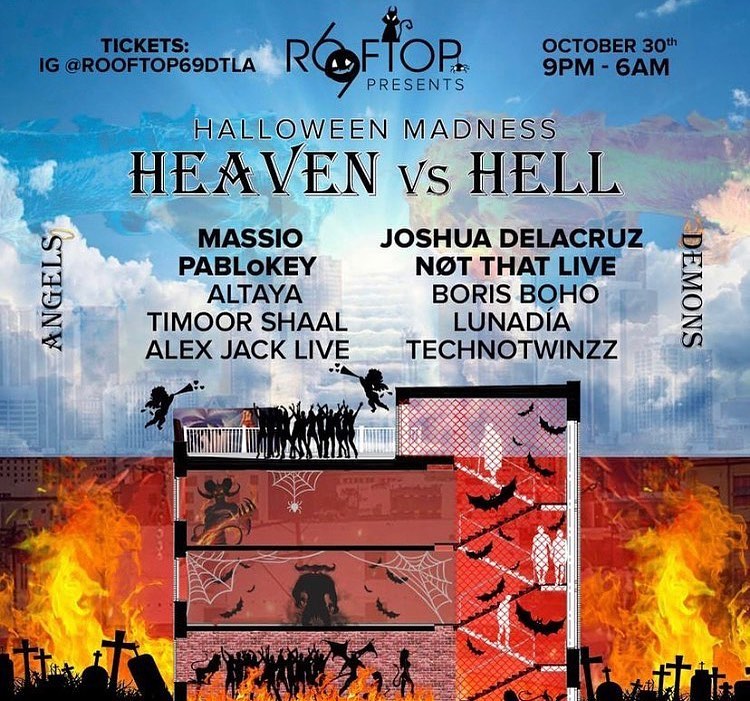 TICKETS:
IG @ROOFTOP69DTLA
R69FTOP
PRESENTS
OCTOBER 30th
9PM - 6AM
HALLOWEEN MADNESS
HEAVEN VS HELL
ANGELS
MASSIO
PABLoKEY
ALTAYA
TIMOOR SHAAL
ALEX JACK LIVE
JOSHUA DELACRUZ
NØT THAT LIVE
BORIS BOHO
LUNADÍA
TECHNOTWINZZ
DEMONS